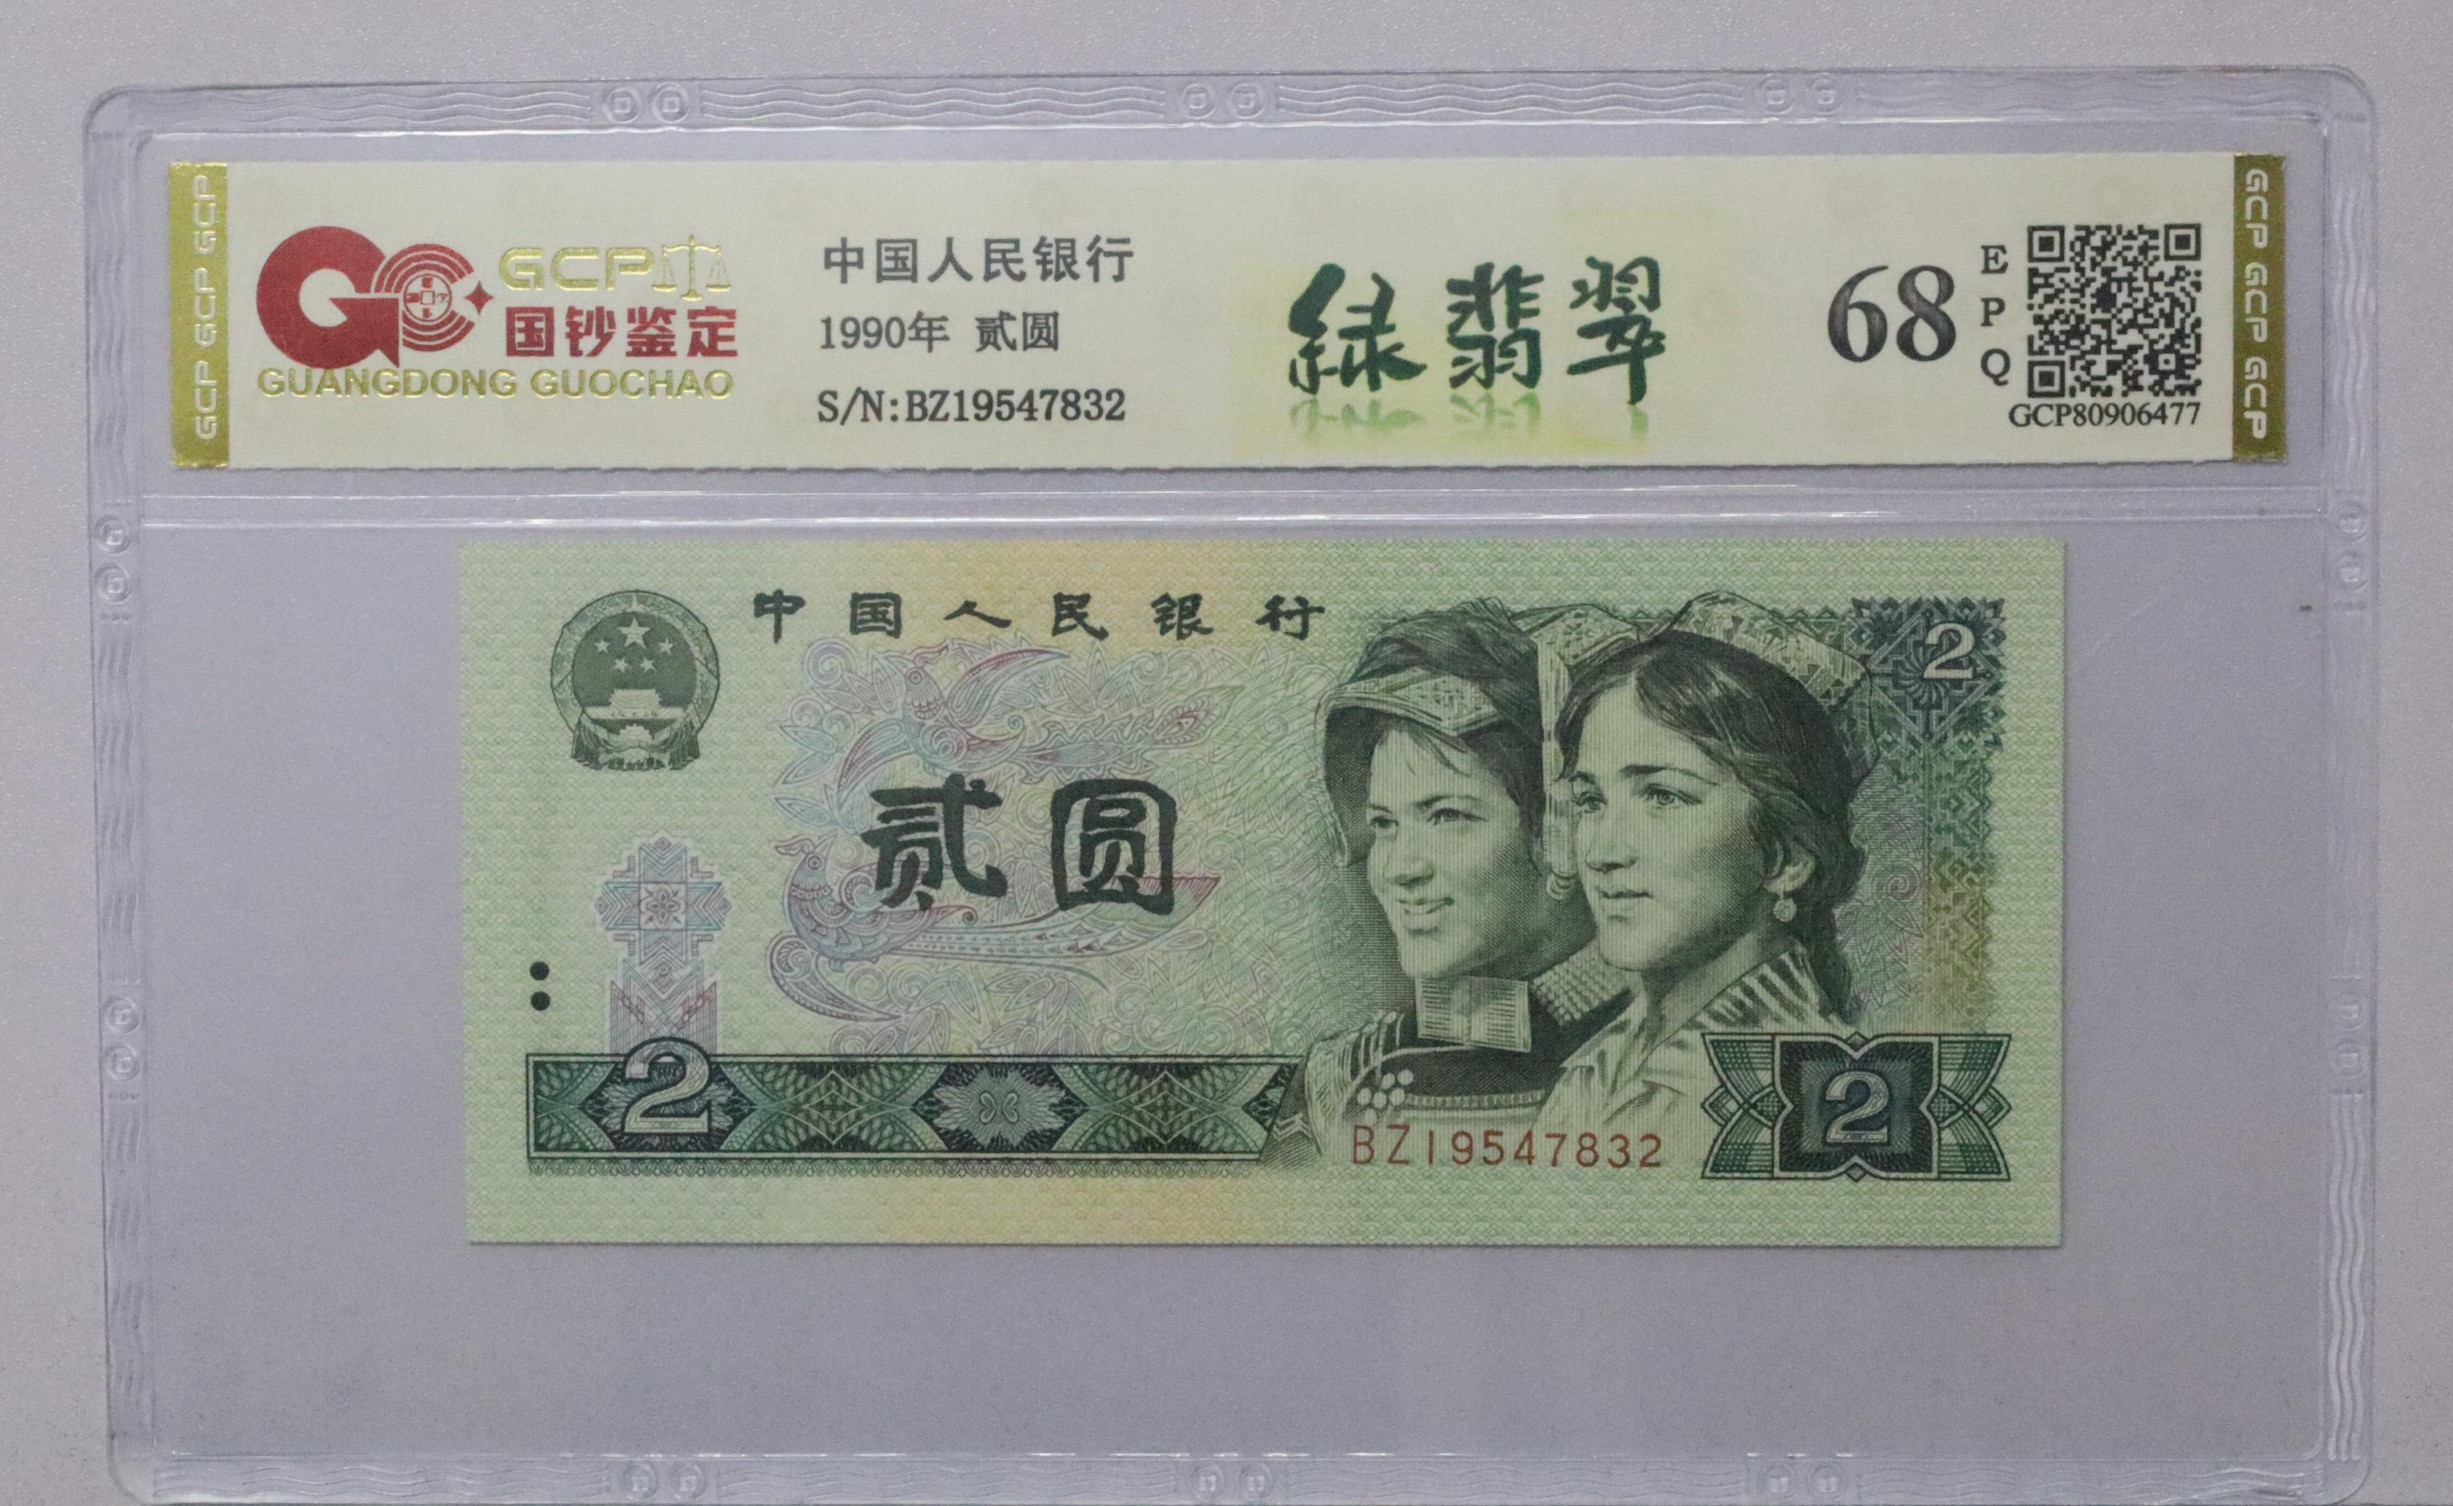 GCP GCP GCP
GCP
国钞鉴定
GUANGDONG GUOCHAO
中国人民银行
1990年 贰圆
S/N:BZ19547832
绿翡翠
68
EPQ
GCP80906477
GCP GCP GCP
中国人民银行
2
贰圆
2
BZ19547832
2